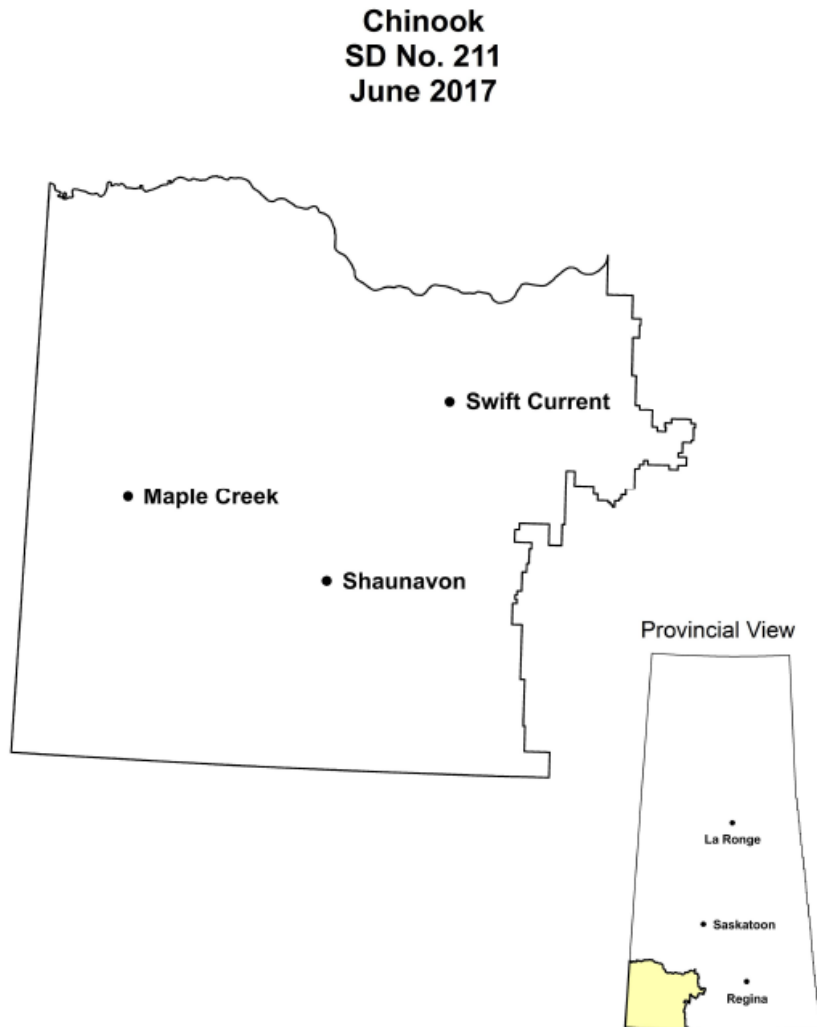 Chinook
SD No. 211
June 2017
Swift Current
Maple Creek
Shaunavon
Provincial View
La Ronge
Saskatoon
Regina